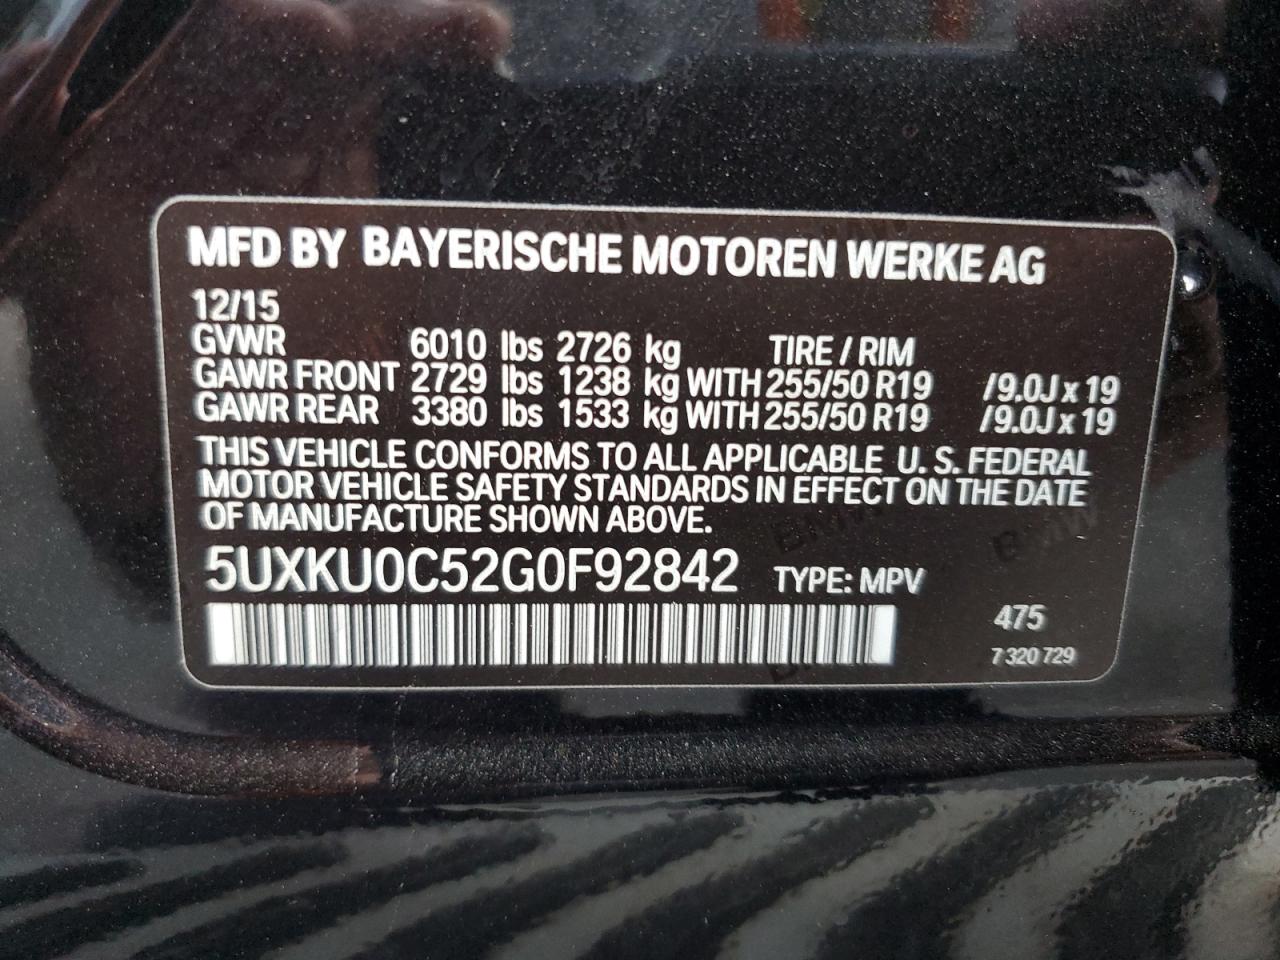 MFD BY BAYERISCHE MOTOREN WERKE AG
12/15
GVWR 6010 lbs 2726 kg TIRE / RIM
GAWR FRONT 2729 lbs 1238 kg WITH 255/50 R19 /9.0J x 19
GAWR REAR 3380 lbs 1533 kg WITH 255/50 R19 /9.0J x 19
THIS VEHICLE CONFORMS TO ALL APPLICABLE U. S. FEDERAL
MOTOR VEHICLE SAFETY STANDARDS IN EFFECT ON THE DATE
OF MANUFACTURE SHOWN ABOVE.
5UXKU0C52G0F92842 TYPE: MPV
475
7 320 729